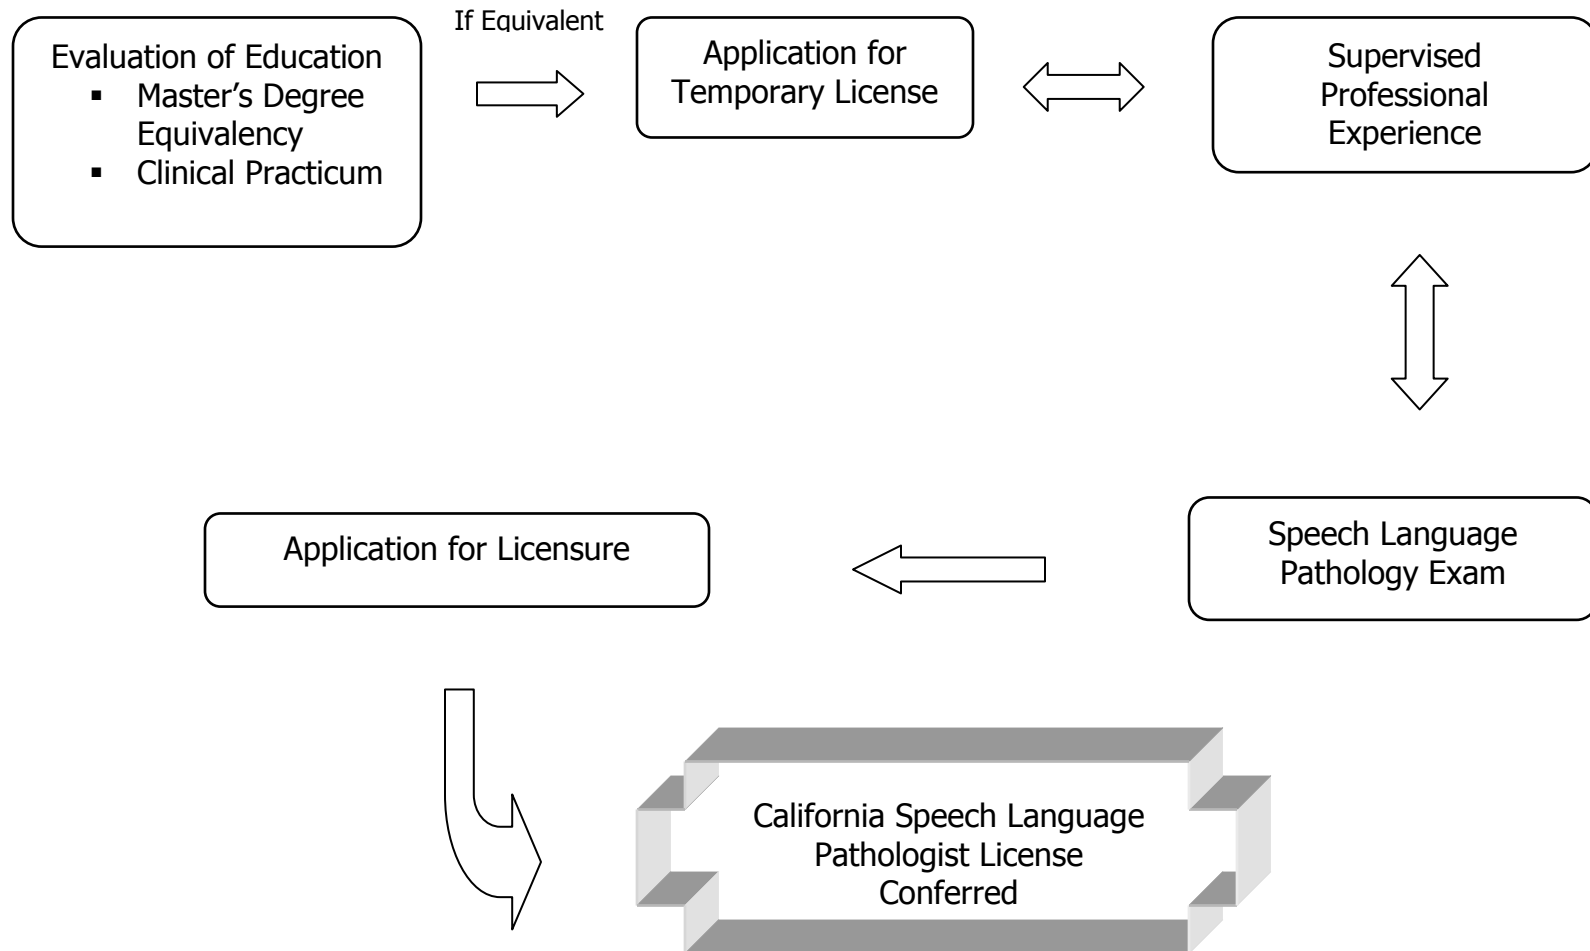 If Equivalent
Evaluation of Education
▪ Master's Degree
Equivalency
▪ Clinical Practicum
Application for
Temporary License
Supervised
Professional
Experience
Speech Language
Pathology Exam
Application for Licensure
California Speech Language
Pathologist License
Conferred